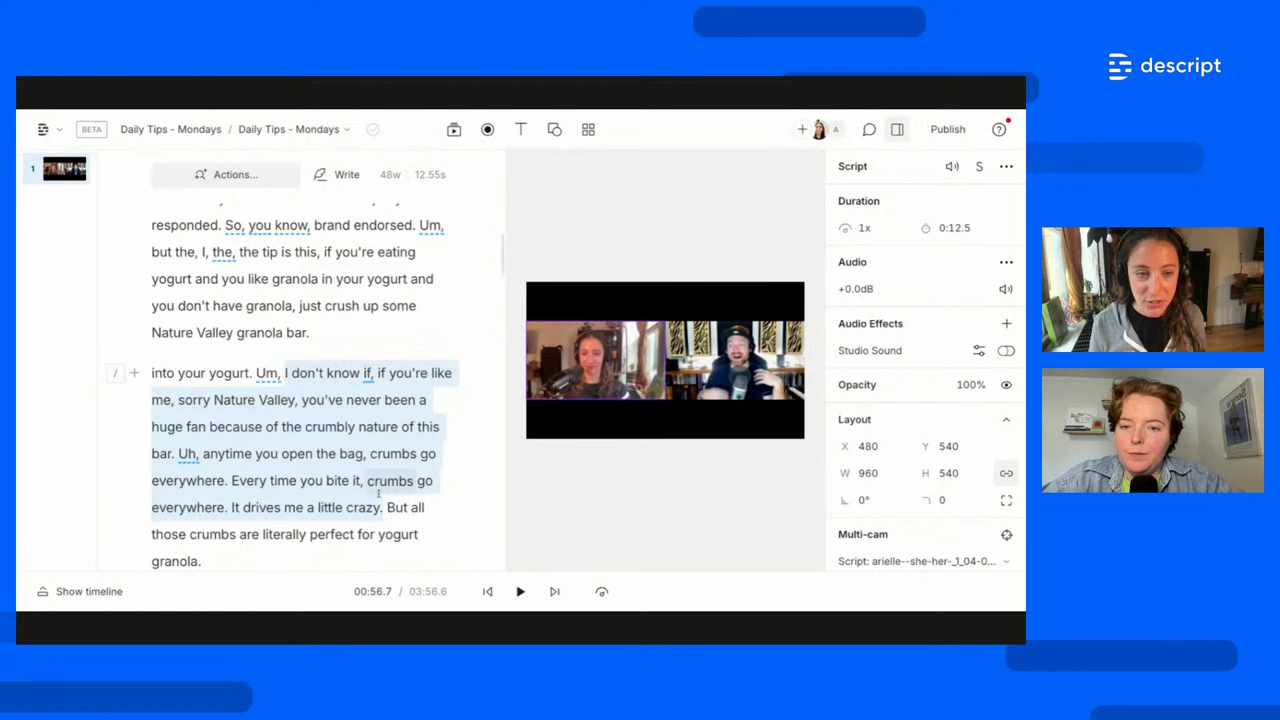 descript
BETA
Daily Tips - Mondays / Daily Tips - Mondays
A
Publish
1
Actions...
Write
48w
12.55s
responded. So, you know, brand endorsed. Um,
but the, I, the, the tip is this, if you're eating
yogurt and you like granola in your yogurt and
you don't have granola, just crush up some
Nature Valley granola bar.
/ +
into your yogurt. Um, I don't know if, if you're like
me, sorry Nature Valley, you've never been a
huge fan because of the crumbly nature of this
bar. Uh, anytime you open the bag, crumbs go
everywhere. Every time you bite it, crumbs go
everywhere. It drives me a little crazy. But all
those crumbs are literally perfect for yogurt
granola.
Script
S
Duration
1x
0:12.5
Audio
+0.0dB
Audio Effects
Studio Sound
Opacity
100%
Layout
X 480
Y 540
W 960
H 540
0°
0
Multi-cam
Script: arielle--she-her-_1_04-0...
Show timeline
00:56.7 / 03:56.6